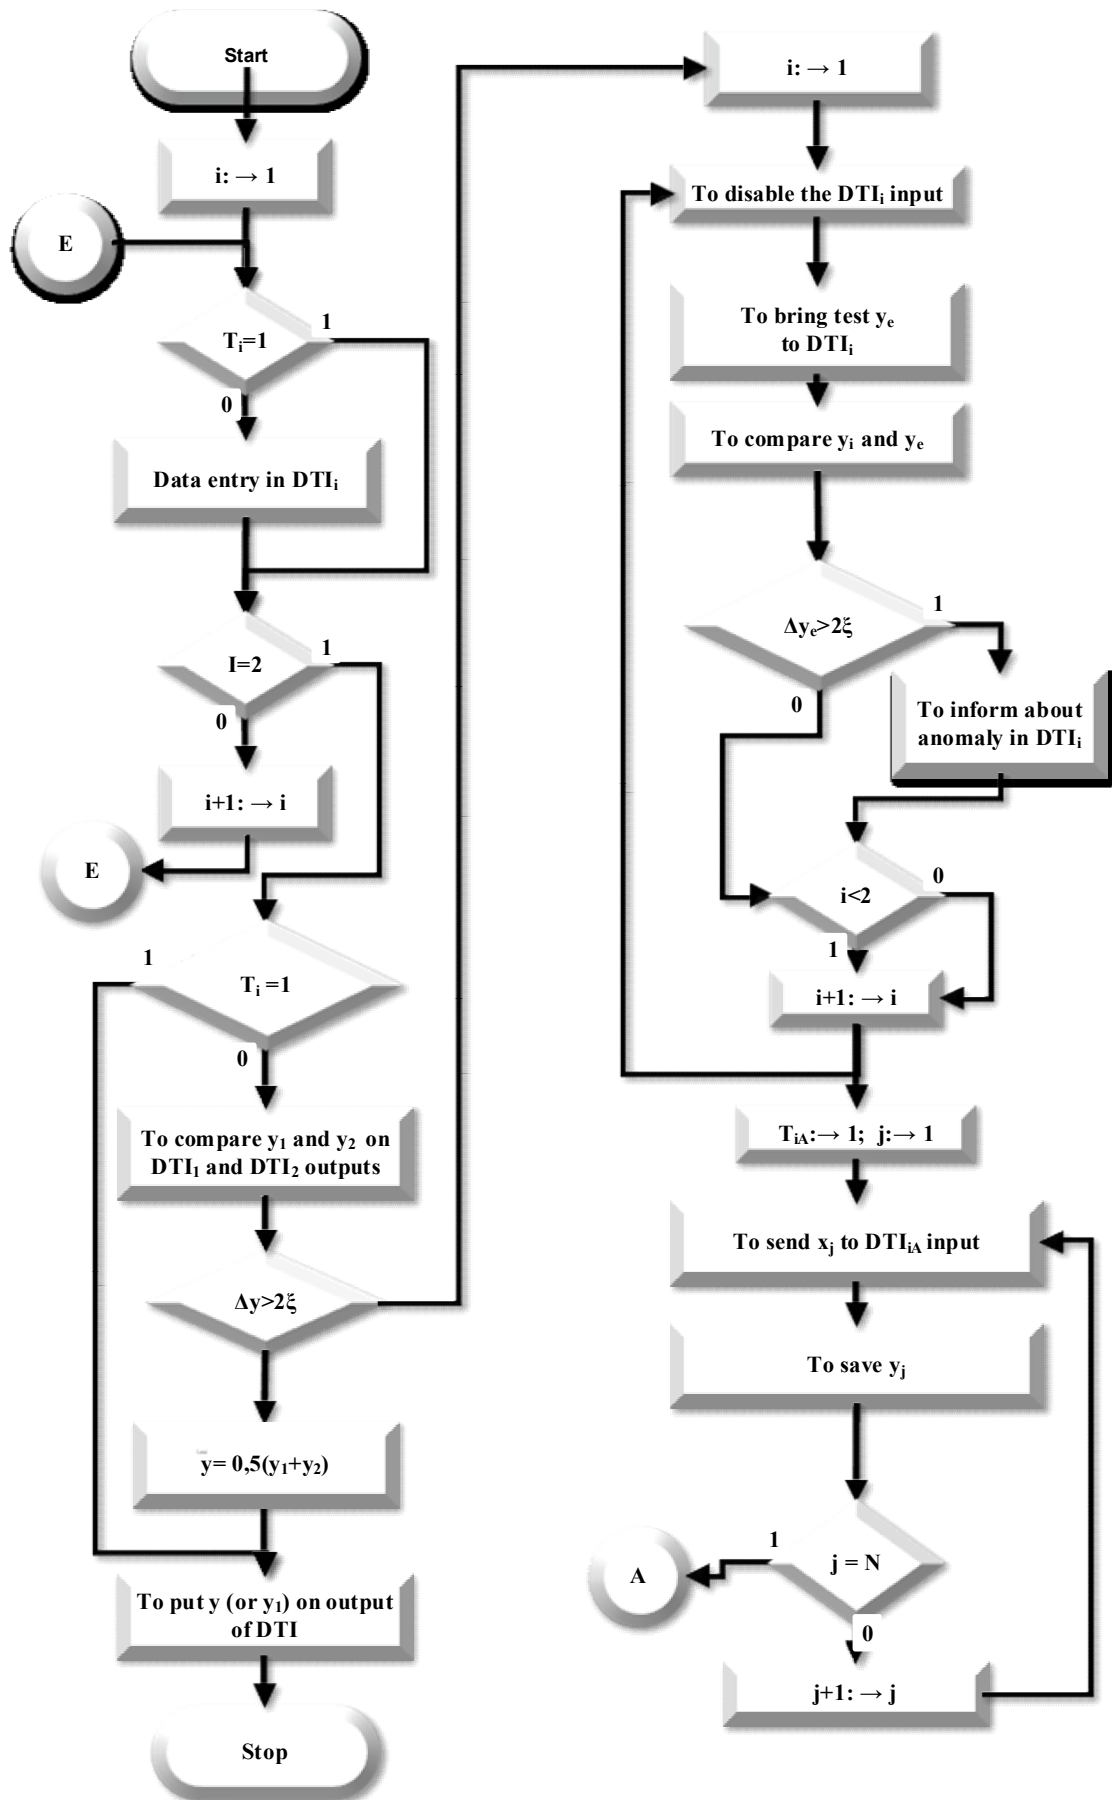 Start
i: → 1
E
Tᵢ=1
1
0
Data entry in DTIᵢ
I=2
1
0
i+1: → i
E
1
Tᵢ =1
0
To compare y₁ and y₂ on
DTI₁ and DTI₂ outputs
Δy>2ξ
y= 0,5(y₁+y₂)
To put y (or y₁) on output
of DTI
Stop
i: → 1
To disable the DTIᵢ input
To bring test yₑ
to DTIᵢ
To compare yᵢ and yₑ
Δyₑ>2ξ
1
0
To inform about
anomaly in DTIᵢ
i<2
0
1
i+1: → i
T_iA:→ 1; j:→ 1
To send xⱼ to DTI_iA input
To save yⱼ
1
j = N
A
0
j+1: → j